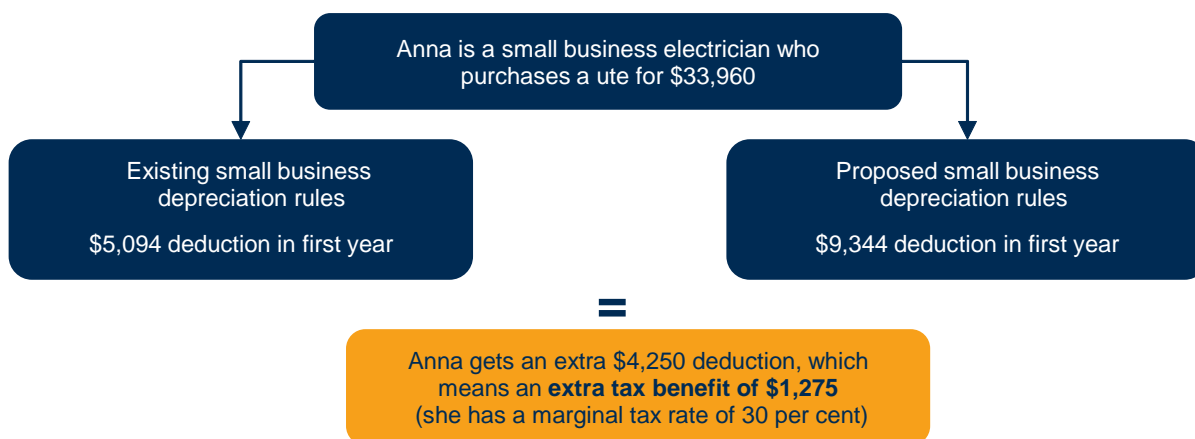 Anna is a small business electrician who
purchases a ute for $33,960
Existing small business
depreciation rules
$5,094 deduction in first year
Proposed small business
depreciation rules
$9,344 deduction in first year
=
Anna gets an extra $4,250 deduction, which
means an extra tax benefit of $1,275
(she has a marginal tax rate of 30 per cent)